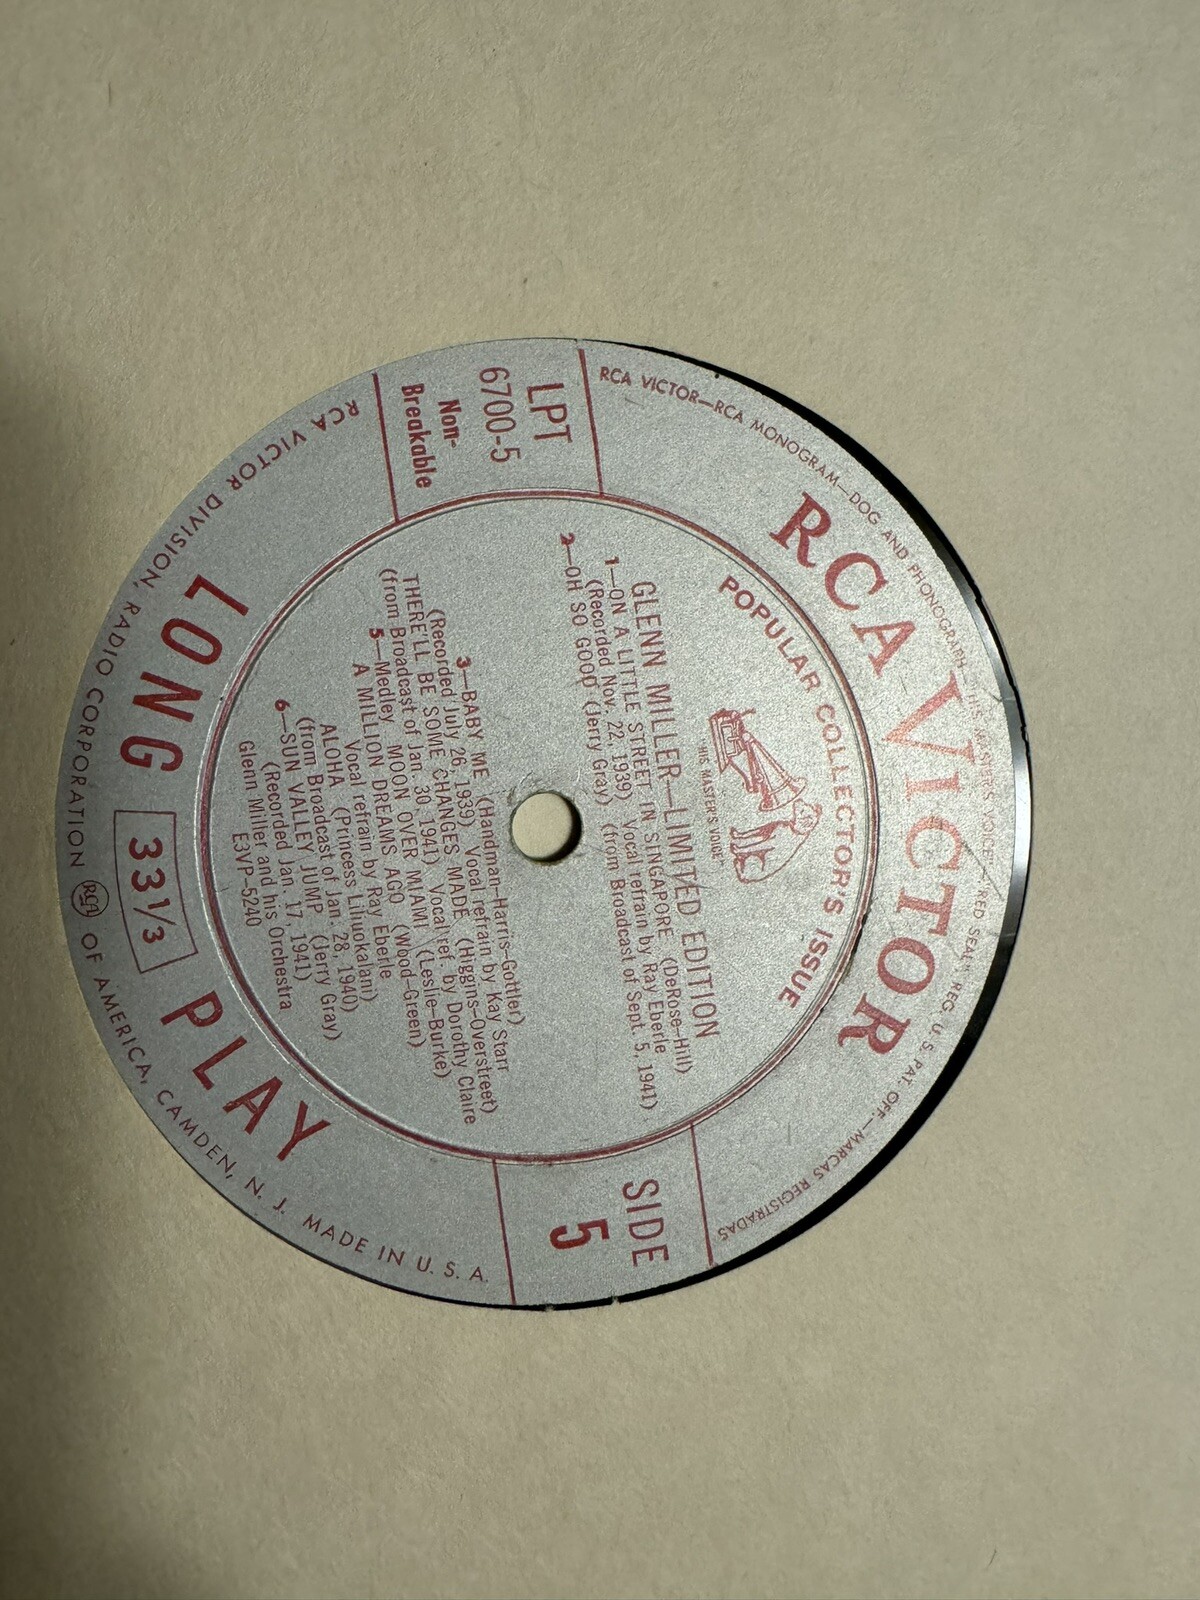 RCA VICTOR—RCA MONOGRAM—DOG AND PHONOGRAPH—"HIS MASTER'S VOICE"—"RED SEAL": REG. U. S. PAT. OFF.—MARCAS REGISTRADAS
RCA VICTOR
POPULAR COLLECTOR'S ISSUE
"HIS MASTER'S VOICE"
LPT
6700-5
Non-
Breakable
SIDE
5
GLENN MILLER—LIMITED EDITION
1—ON A LITTLE STREET IN SINGAPORE (DeRose-Hill)
(Recorded Nov. 22, 1939) Vocal refrain by Ray Eberle
2—OH SO GOOD (Jerry Gray) (from Broadcast of Sept. 5, 1941)
3—BABY ME (Handman-Harris-Gottler)
(Recorded July 26, 1939) Vocal refrain by Kay Starr
THERE'LL BE SOME CHANGES MADE (Higgins-Overstreet)
(from Broadcast of Jan. 30, 1941) Vocal ref. by Dorothy Claire
5—Medley MOON OVER MIAMI (Leslie-Burke)
A MILLION DREAMS AGO (Wood-Green)
Vocal refrain by Ray Eberle
ALOHA (Princess Liliuokalani)
(from Broadcast of Jan. 28, 1940)
6—SUN VALLEY JUMP (Jerry Gray)
(Recorded Jan. 17, 1941)
Glenn Miller and his Orchestra
E3VP-5240
LONG 33 1/3 PLAY
RCA VICTOR DIVISION, RADIO CORPORATION RCA OF AMERICA, CAMDEN, N. J. MADE IN U. S. A.